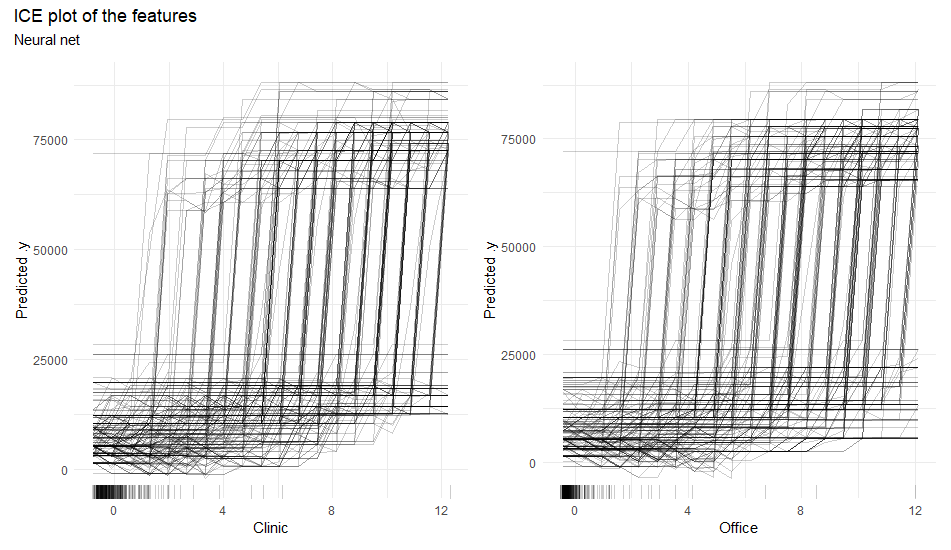 ICE plot of the features
Neural net
Predicted .y
75000
50000
25000
0
0 4 8 12
Clinic
Predicted .y
75000
50000
25000
0
0 4 8 12
Office